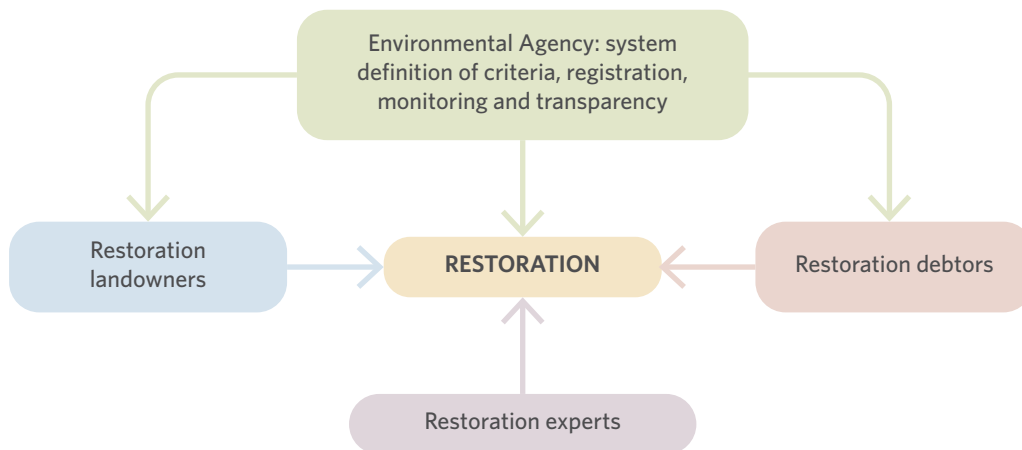 Environmental Agency: system
definition of criteria, registration,
monitoring and transparency
Restoration
landowners
RESTORATION
Restoration debtors
Restoration experts